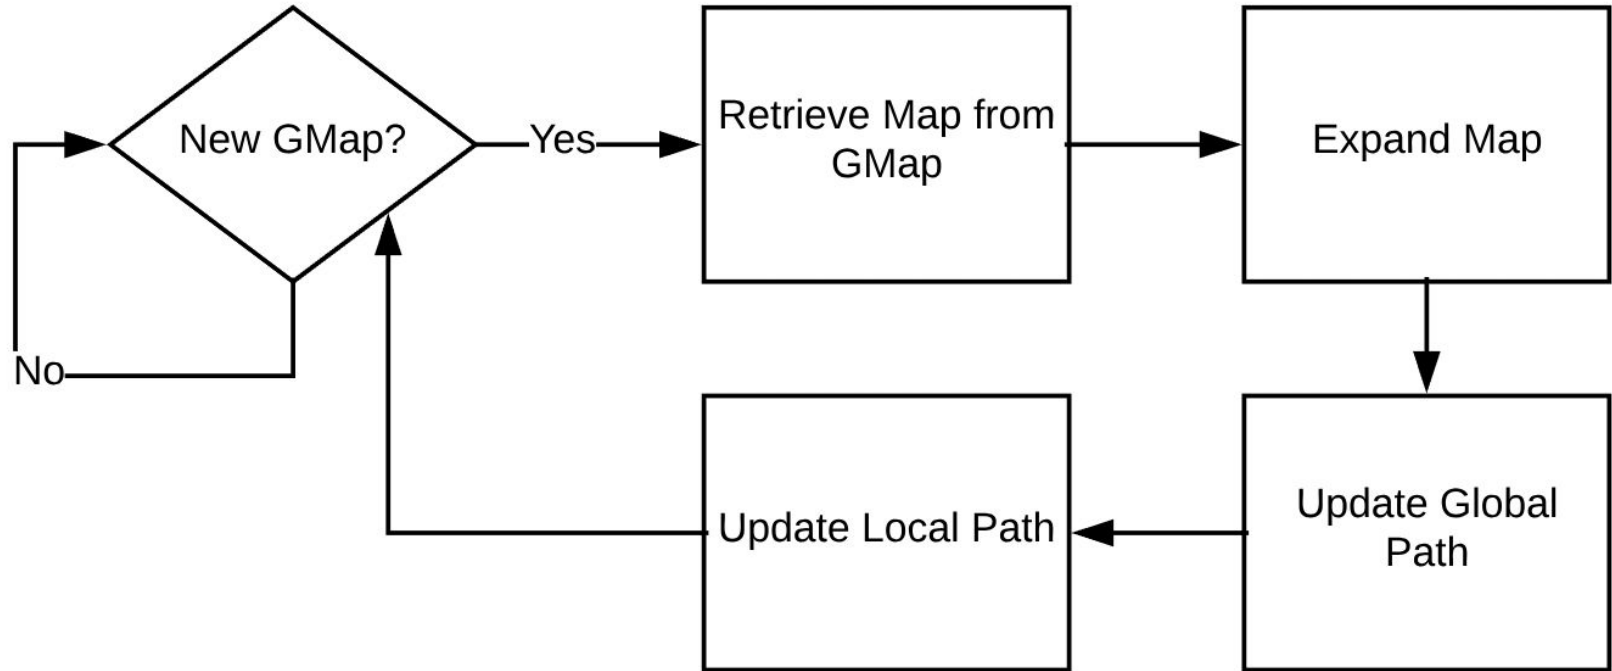 New GMap?
Yes
Retrieve Map from
GMap
Expand Map
No
Update Local Path
Update Global
Path